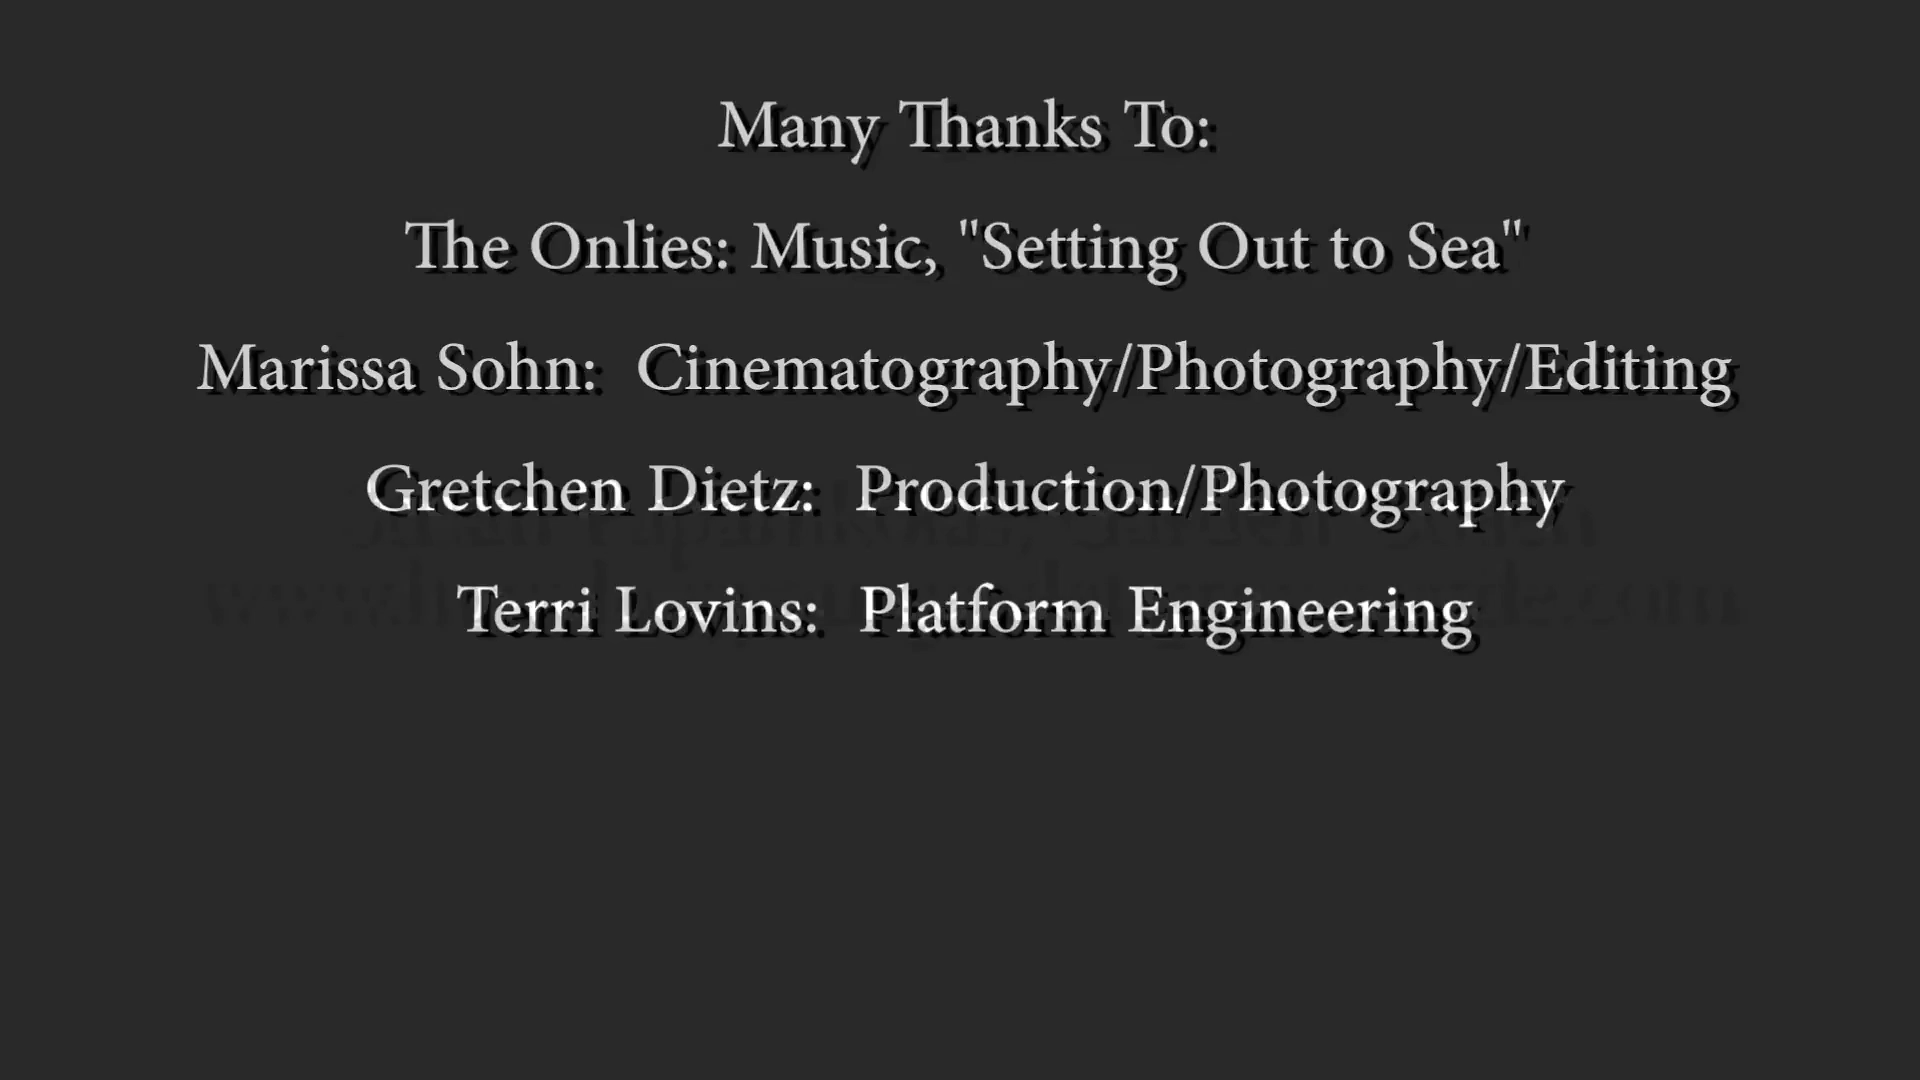 Many Thanks To:
The Onlies: Music, "Setting Out to Sea"
Marissa Sohn:  Cinematography/Photography/Editing
Gretchen Dietz:  Production/Photography
Terri Lovins:  Platform Engineering